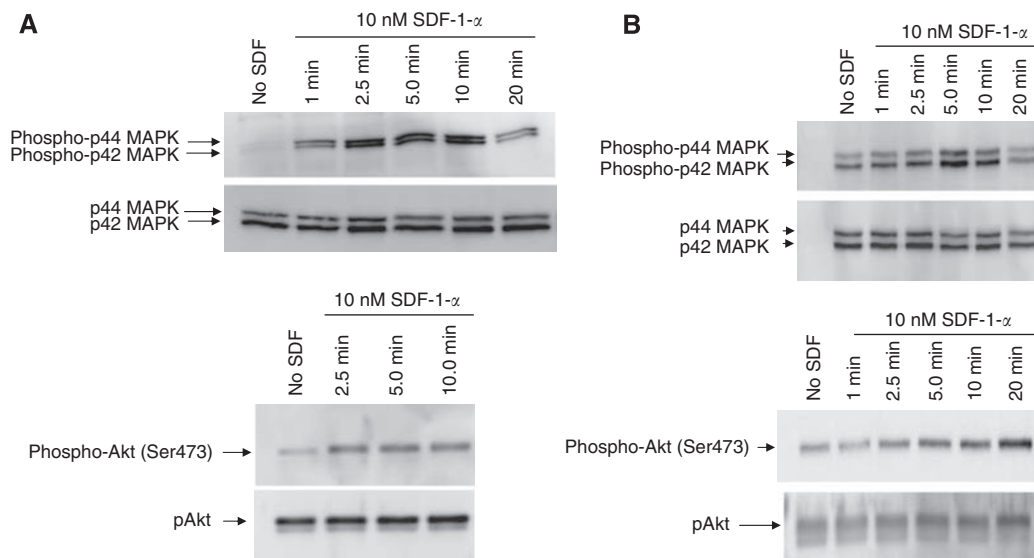 A
10 nM SDF-1-α
No SDF
1 min
2.5 min
5.0 min
10 min
20 min
Phospho-p44 MAPK
Phospho-p42 MAPK
p44 MAPK
p42 MAPK
10 nM SDF-1-α
No SDF
2.5 min
5.0 min
10.0 min
Phospho-Akt (Ser473)
pAkt
B
10 nM SDF-1-α
No SDF
1 min
2.5 min
5.0 min
10 min
20 min
Phospho-p44 MAPK
Phospho-p42 MAPK
p44 MAPK
p42 MAPK
10 nM SDF-1-α
No SDF
1 min
2.5 min
5.0 min
10 min
20 min
Phospho-Akt (Ser473)
pAkt